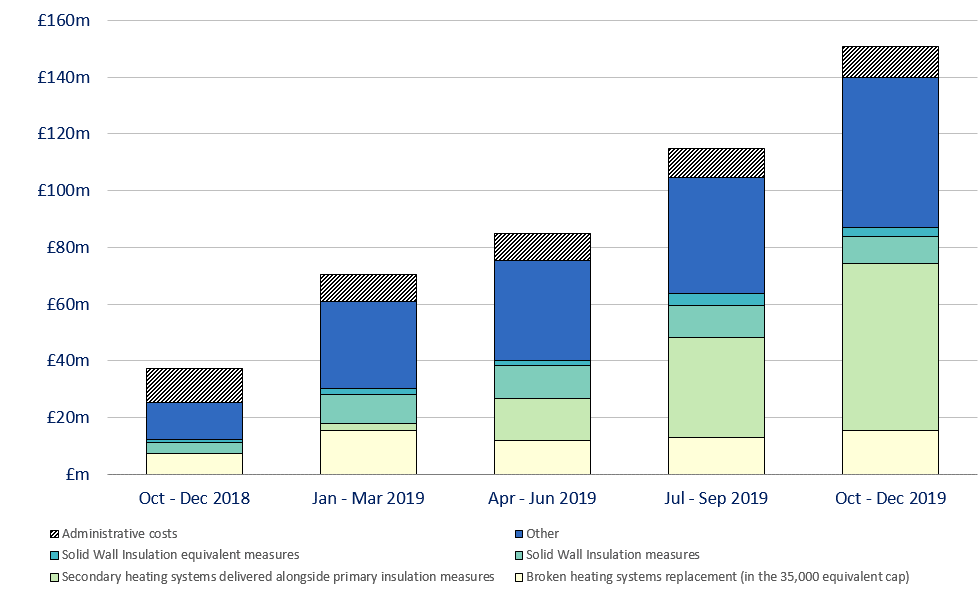 £160m
£140m
£120m
£100m
£80m
£60m
£40m
£20m
£m
Oct - Dec 2018 Jan - Mar 2019 Apr - Jun 2019 Jul - Sep 2019 Oct - Dec 2019
Administrative costs Other
Solid Wall Insulation equivalent measures Solid Wall Insulation measures
Secondary heating systems delivered alongside primary insulation measures Broken heating systems replacement (in the 35,000 equivalent cap)